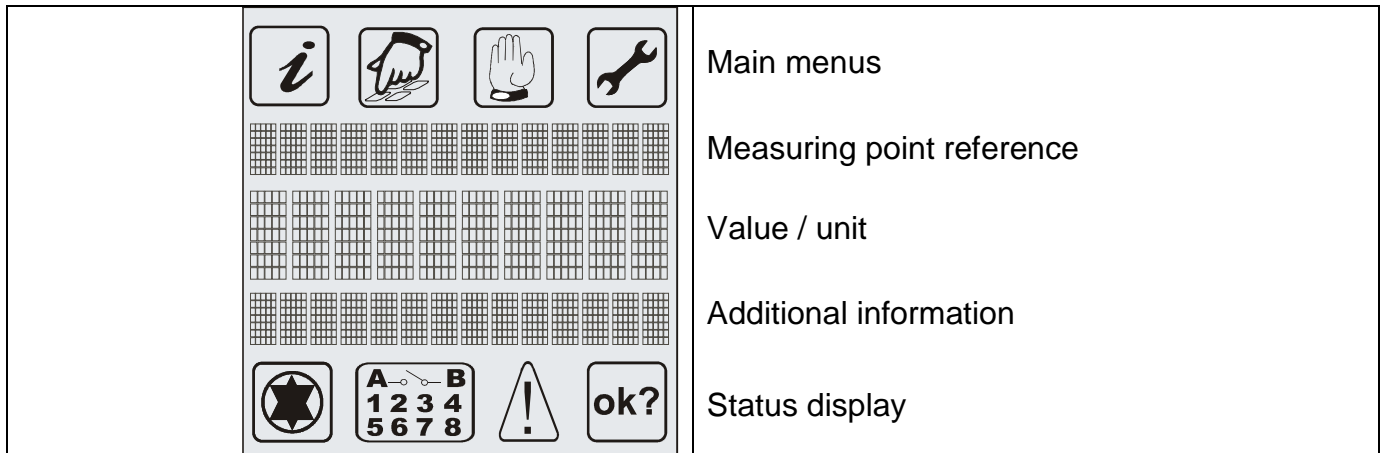 i
Main menus
Measuring point reference
Value / unit
Additional information
A B
1 2 3 4
5 6 7 8
!
ok?
Status display